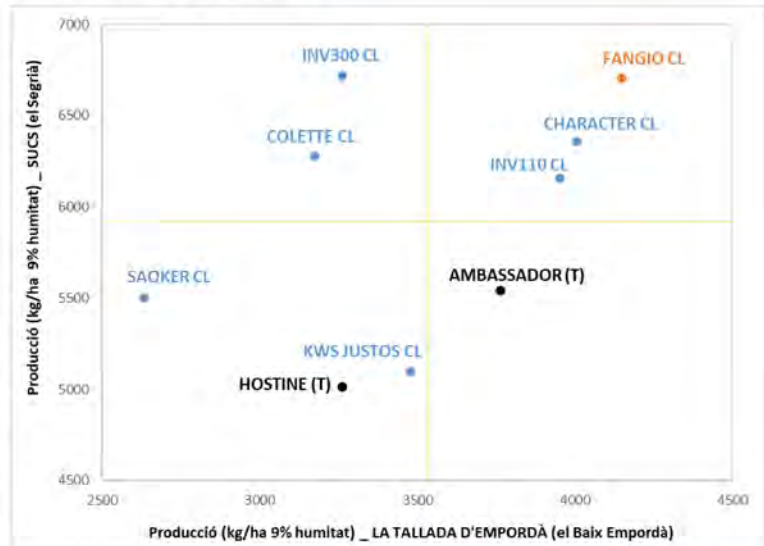 Producció (kg/ha 9% humitat) _ SUCS (el Segrià)
7000
6500
6000
5500
5000
4500
INV300 CL
FANGIO CL
COLETTE CL
CHARACTER CL
INV110 CL
SAQKER CL
AMBASSADOR (T)
KWS JUSTOS CL
HOSTINE (T)
2500
3000
3500
4000
4500
Producció (kg/ha 9% humitat) _ LA TALLADA D'EMPORDÀ (el Baix Empordà)